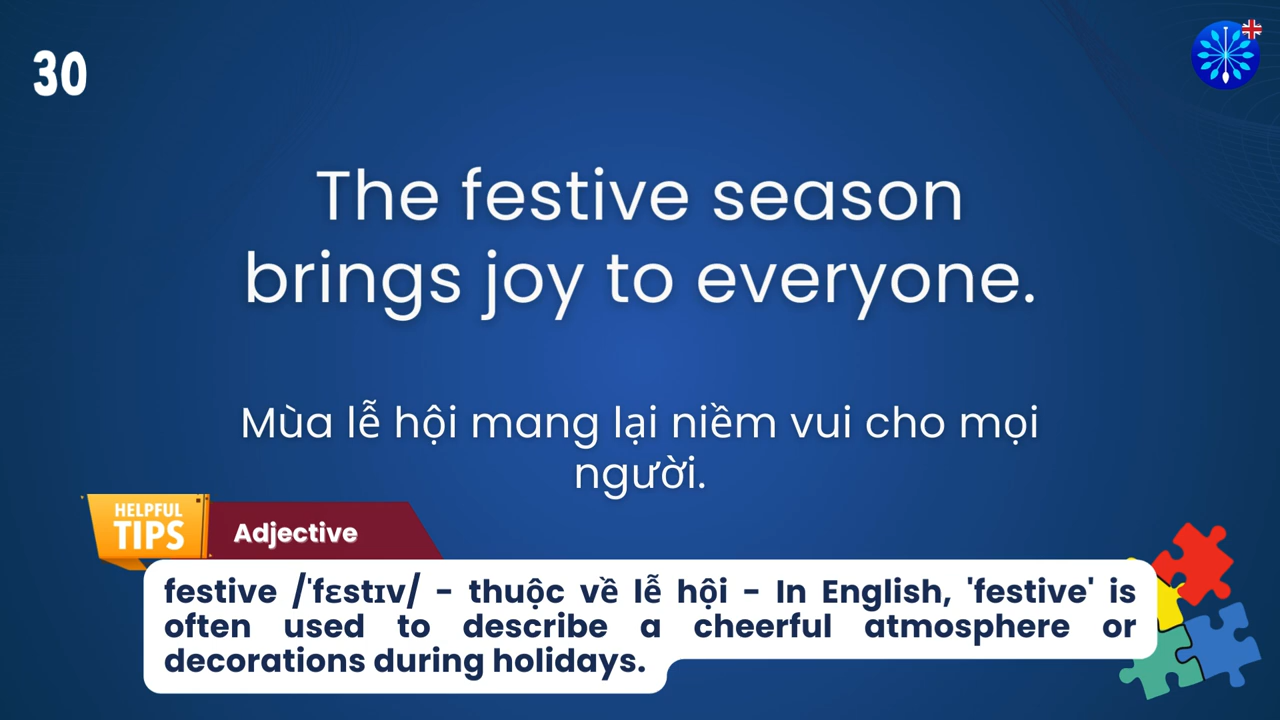 30
The festive season
brings joy to everyone.
Mùa lễ hội mang lại niềm vui cho mọi
người.
HELPFUL
TIPS
Adjective
festive /ˈfɛstɪv/ - thuộc về lễ hội - In English, 'festive' is
often used to describe a cheerful atmosphere or
decorations during holidays.